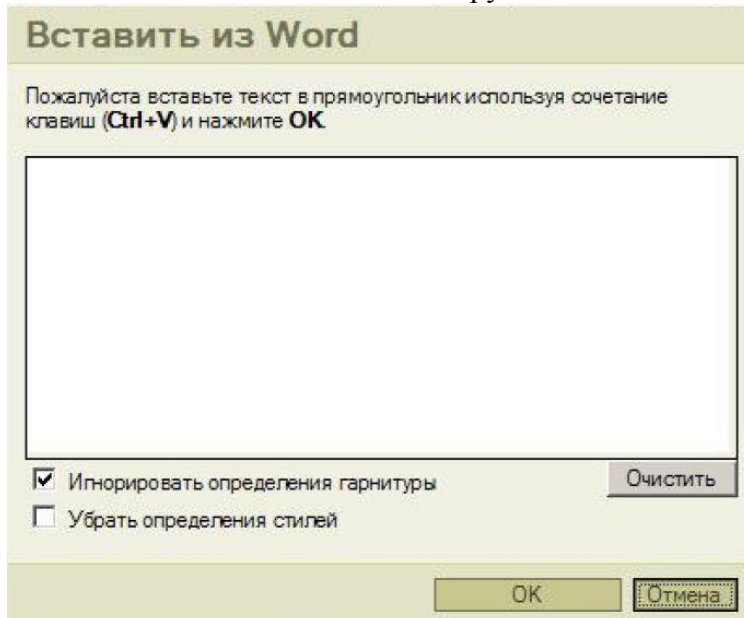 Вставить из Word
Пожалуйста вставьте текст в прямоугольник используя сочетание
клавиш (Ctrl+V) и нажмите OK.
Игнорировать определения гарнитуры
Очистить
Убрать определения стилей
OK
Отмена